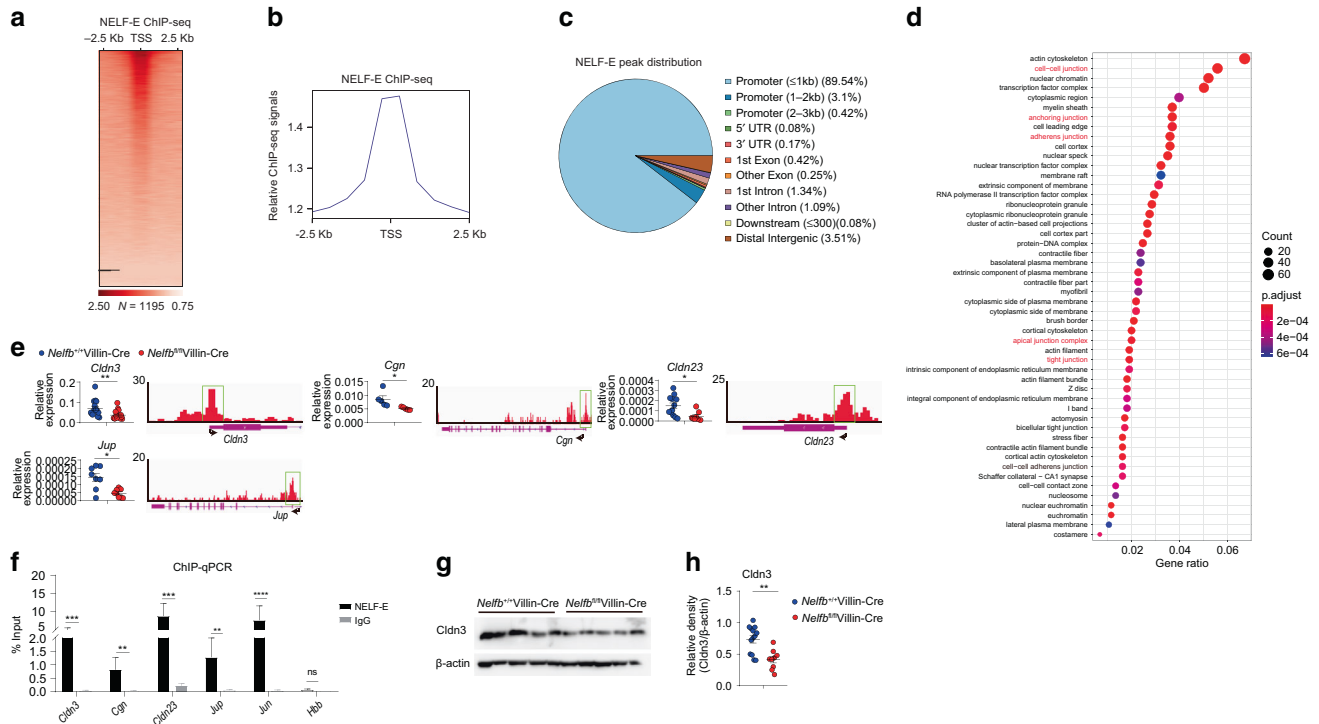 a
NELF-E ChIP-seq
–2.5 Kb TSS 2.5 Kb
2.50 N = 1195 0.75
b
NELF-E ChIP-seq
Relative ChIP-seq signals
1.4
1.3
1.2
-2.5 Kb TSS 2.5 Kb
c
NELF-E peak distribution
Promoter (≤1kb) (89.54%)
Promoter (1–2kb) (3.1%)
Promoter (2–3kb) (0.42%)
5′ UTR (0.08%)
3′ UTR (0.17%)
1st Exon (0.42%)
Other Exon (0.25%)
1st Intron (1.34%)
Other Intron (1.09%)
Downstream (≤300)(0.08%)
Distal Intergenic (3.51%)
d
actin cytoskeleton
cell–cell junction
nuclear chromatin
transcription factor complex
cytoplasmic region
myelin sheath
anchoring junction
cell leading edge
adherens junction
cell cortex
nuclear speck
nuclear transcription factor complex
membrane raft
extrinsic component of membrane
RNA polymerase II transcription factor complex
ribonucleoprotein granule
cytoplasmic ribonucleoprotein granule
cluster of actin-based cell projections
cell cortex part
protein-DNA complex
contractile fiber
basolateral plasma membrane
extrinsic component of plasma membrane
contractile fiber part
myofibril
cytoplasmic side of plasma membrane
cytoplasmic side of membrane
brush border
cortical cytoskeleton
apical junction complex
actin filament
tight junction
intrinsic component of endoplasmic reticulum membrane
actin filament bundle
Z disc
integral component of endoplasmic reticulum membrane
I band
actomyosin
bicellular tight junction
stress fiber
contractile actin filament bundle
cortical actin cytoskeleton
cell–cell adherens junction
Schaffer collateral – CA1 synapse
cell–cell contact zone
nucleosome
nuclear euchromatin
euchromatin
lateral plasma membrane
costamere
0.02 0.04 0.06
Gene ratio
Count
20
40
60
p.adjust
2e−04
4e−04
6e−04
e
Nelfb+/+Villin-Cre Nelfbfl/flVillin-Cre
Relative expression
Cldn3
**
0.2
0.1
0.0
30
Cldn3
Relative expression
Cgn
*
0.015
0.010
0.005
0.000
20
Cgn
Relative expression
Cldn23
*
0.0004
0.0003
0.0002
0.0001
0.0000
25
Cldn23
Relative expression
Jup
*
0.00025
0.00020
0.00015
0.00010
0.00005
0.00000
20
Jup
f
ChIP-qPCR
% Input
20
15
10
5
2.0
1.5
1.0
0.5
0.0
*** ** *** ** **** ns
NELF-E
IgG
Cldn3 Cgn Cldn23 Jup Jun Hbb
g
Nelfb+/+Villin-Cre Nelfbfl/flVillin-Cre
Cldn3
β-actin
h
Cldn3
**
Relative density
(Cldn3/β-actin)
1.5
1.0
0.5
0.0
Nelfb+/+Villin-Cre
Nelfbfl/flVillin-Cre